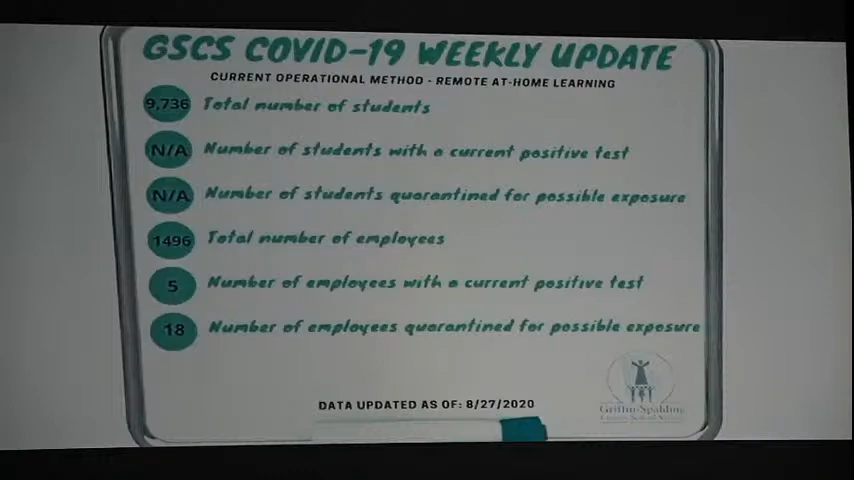 GSCS COVID-19 WEEKLY UPDATE
CURRENT OPERATIONAL METHOD - REMOTE AT-HOME LEARNING
9,736 Total number of students
N/A Number of students with a current positive test
N/A Number of students quarantined for possible exposure
1496 Total number of employees
5 Number of employees with a current positive test
18 Number of employees quarantined for possible exposure
DATA UPDATED AS OF: 8/27/2020
Griffin-Spalding